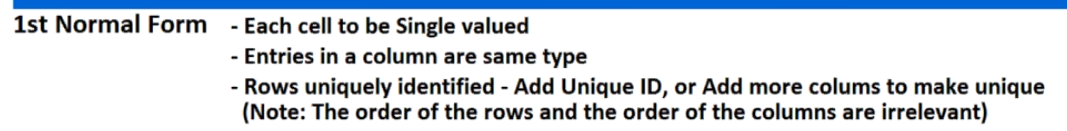 1st Normal Form - Each cell to be Single valued
- Entries in a column are same type
- Rows uniquely identified - Add Unique ID, or Add more colums to make unique
(Note: The order of the rows and the order of the columns are irrelevant)